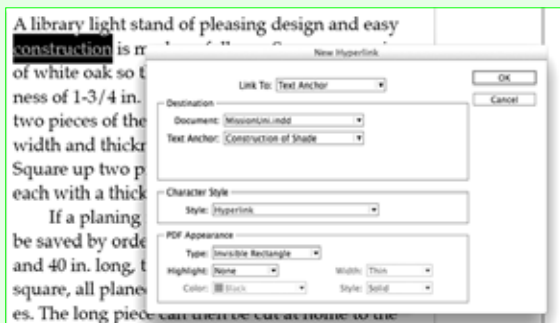 A library light stand of pleasing design and easy
construction is
of white oak so
ness of 1-3/4 in.
two pieces of the
width and
Square up two
each with a thick
If a planing
be saved by
and 40 in. long,
square, all
es. The long piece can then be cut at home to the
New Hyperlink
Link To: Text Anchor
OK
Cancel
Destination
Document: MissionUni.indd
Text Anchor: Construction of Shade
Character Style
Style: Hyperlink
PDF Appearance
Type: Invisible Rectangle
Highlight: None Width: Thin
Color: Black Style: Solid